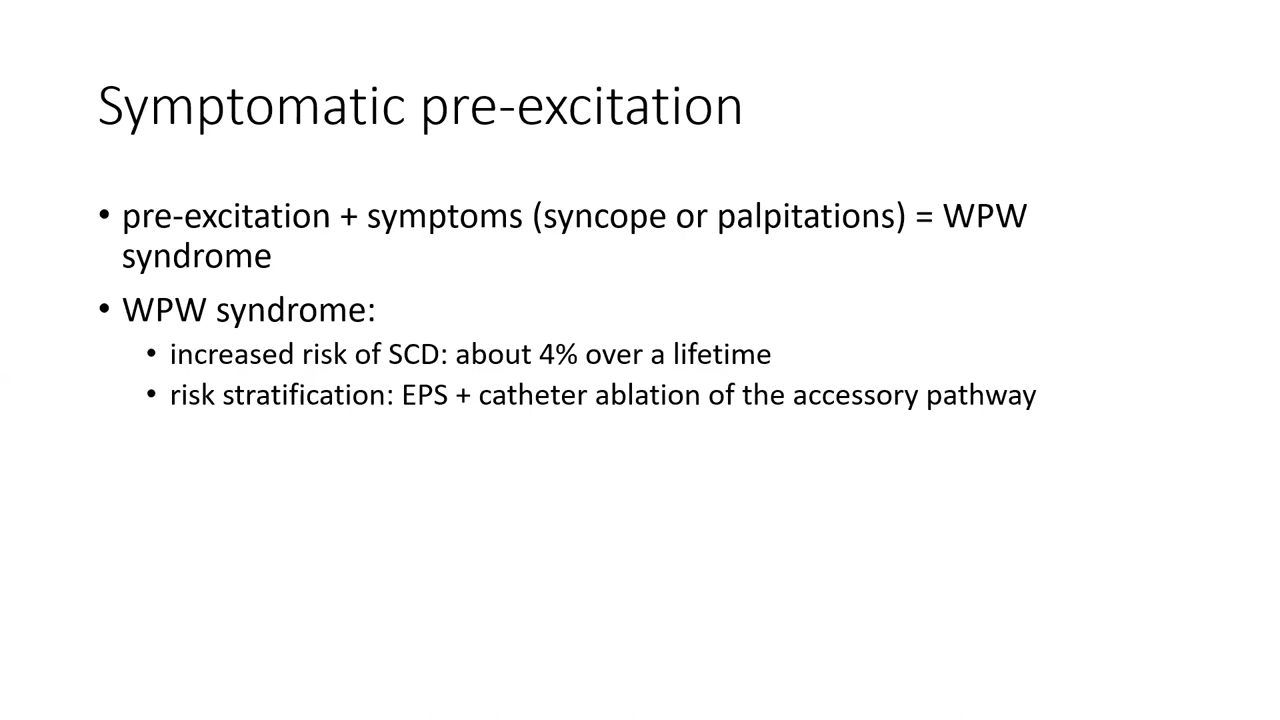 Symptomatic pre-excitation
• pre-excitation + symptoms (syncope or palpitations) = WPW
syndrome
• WPW syndrome:
• increased risk of SCD: about 4% over a lifetime
• risk stratification: EPS + catheter ablation of the accessory pathway